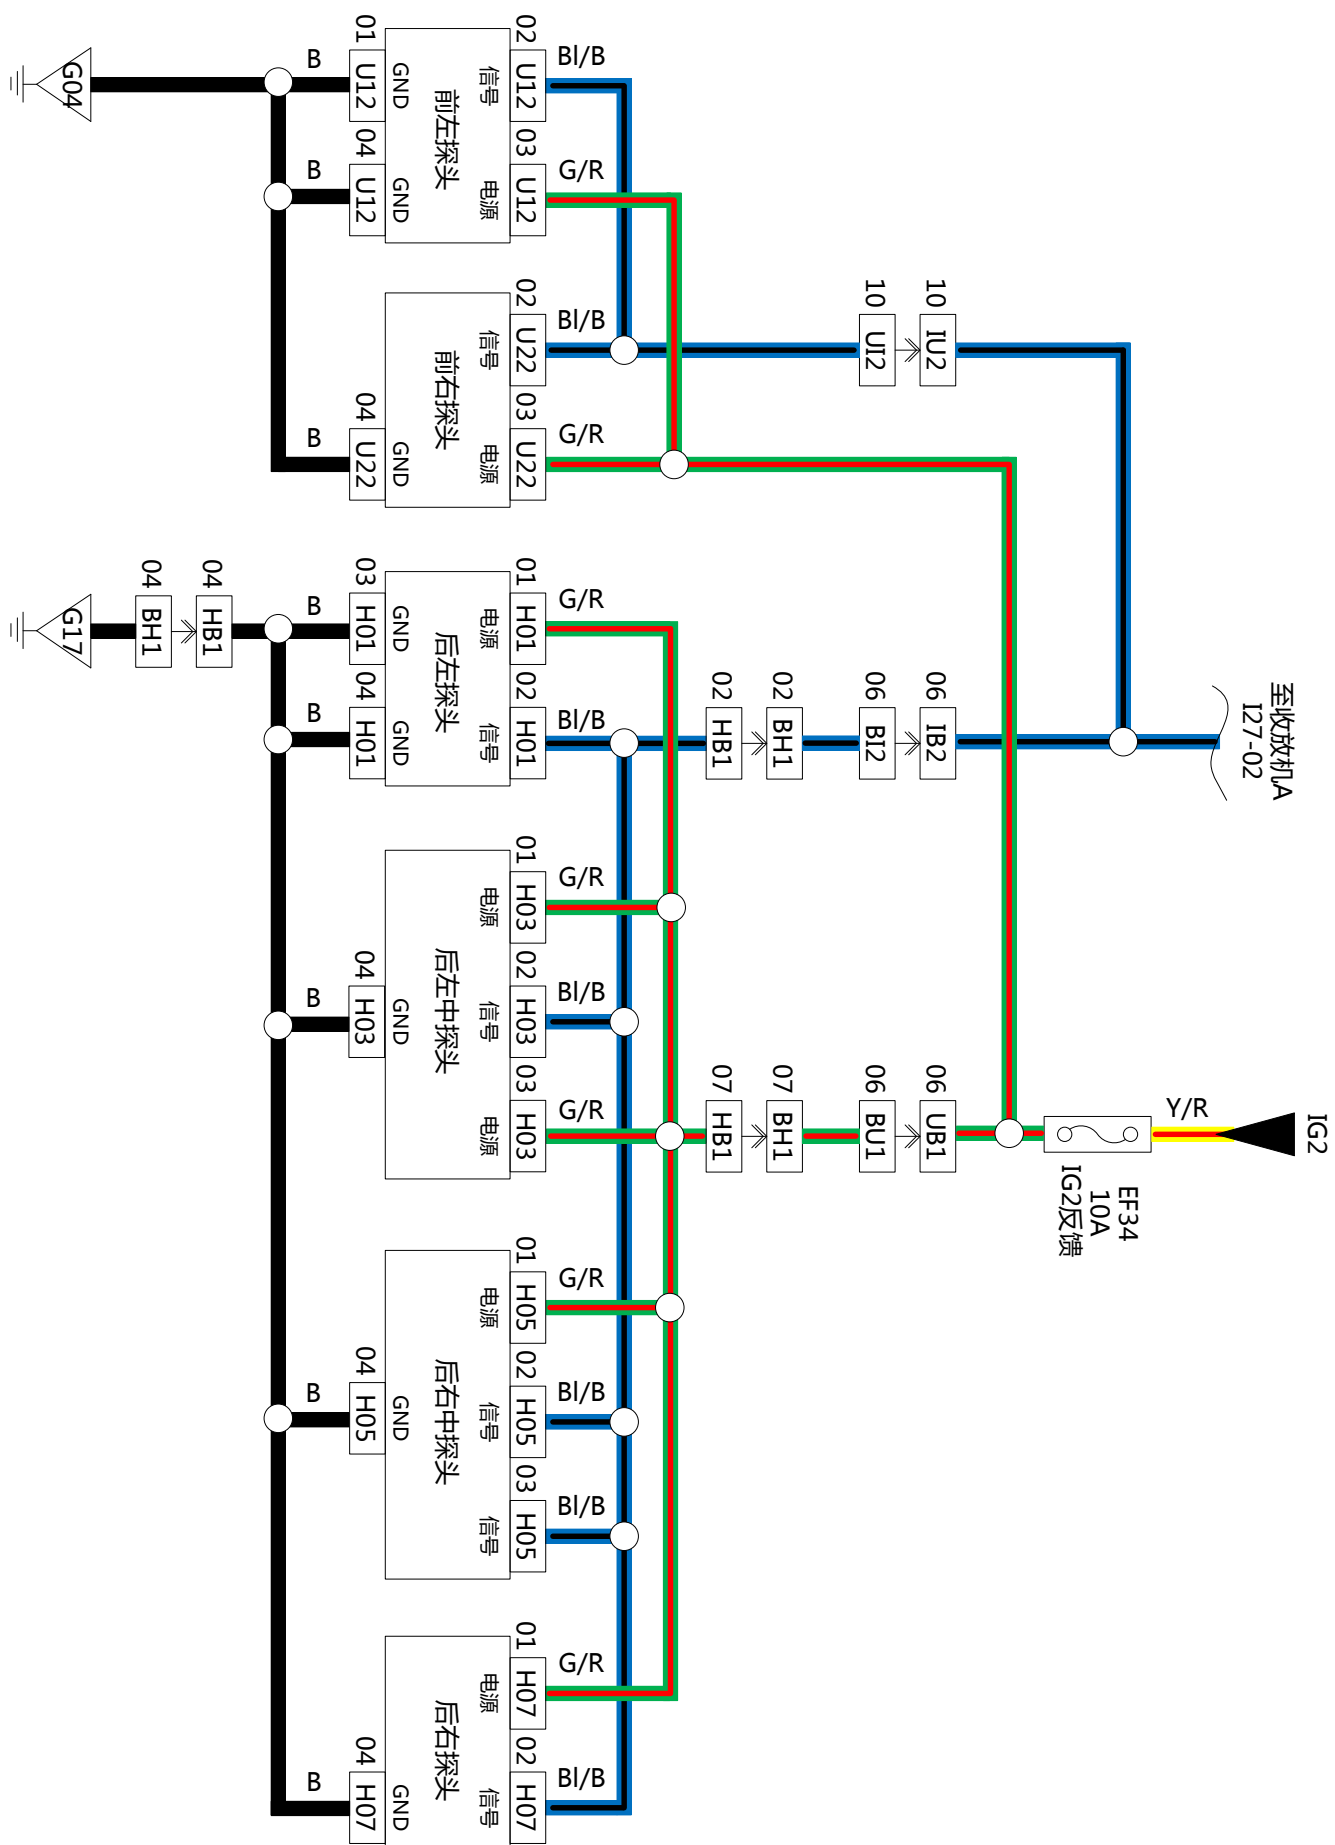 IG2
Y/R
EF34
10A
IG2反馈
至收放机A
I27-02
10
IU2
10
UI2
06
IB2
06
BI2
02
BH1
02
HB1
06
UB1
06
BU1
07
BH1
07
HB1
Bl/B
G/R
Bl/B
G/R
G/R
Bl/B
G/R
Bl/B
G/R
G/R
Bl/B
Bl/B
G/R
Bl/B
02
U12
信号
03
U12
电源
前左探头
01
U12
GND
04
U12
GND
02
U22
信号
03
U22
电源
前右探头
04
U22
GND
01
H01
电源
02
H01
信号
后左探头
03
H01
GND
04
H01
GND
01
H03
电源
02
H03
信号
03
H03
电源
后左中探头
04
H03
GND
01
H05
电源
02
H05
信号
03
H05
信号
后右中探头
04
H05
GND
01
H07
电源
02
H07
信号
后右探头
04
H07
GND
B
B
B
B
B
B
B
B
04
HB1
04
BH1
G04
G17